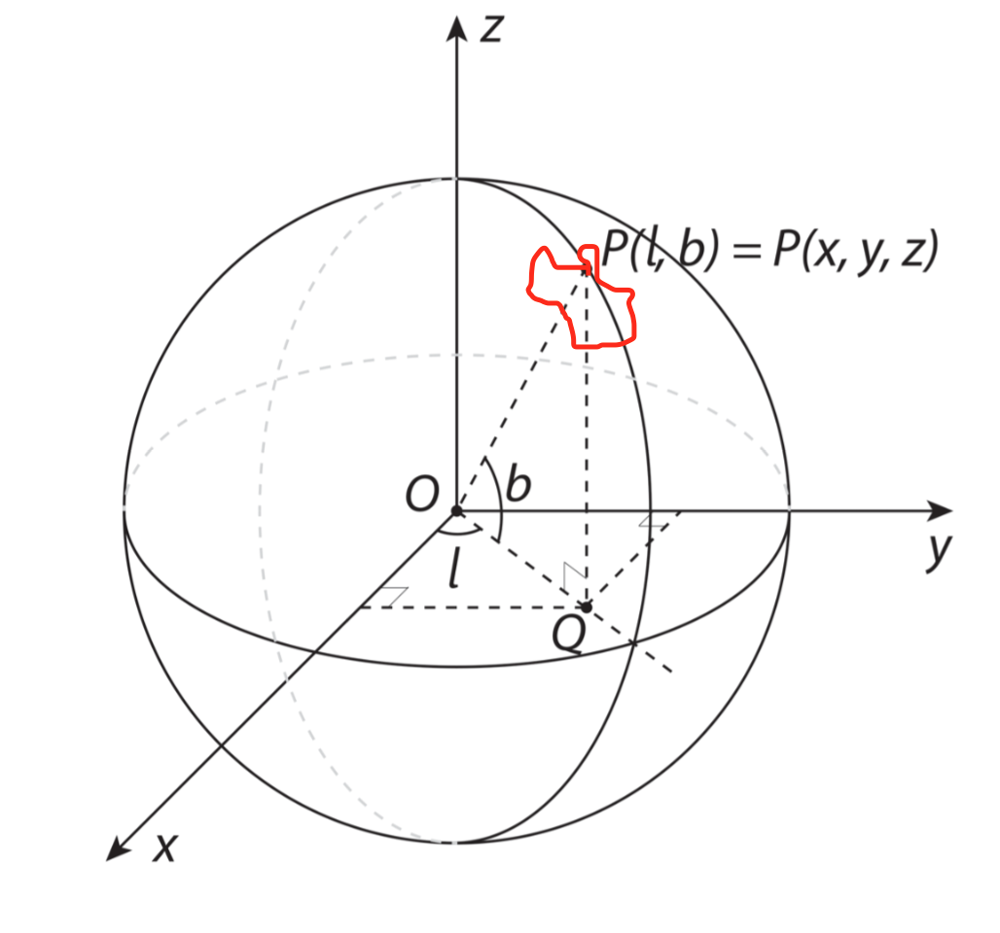 z
P(l, b) = P(x, y, z)
O
b
y
l
Q
x